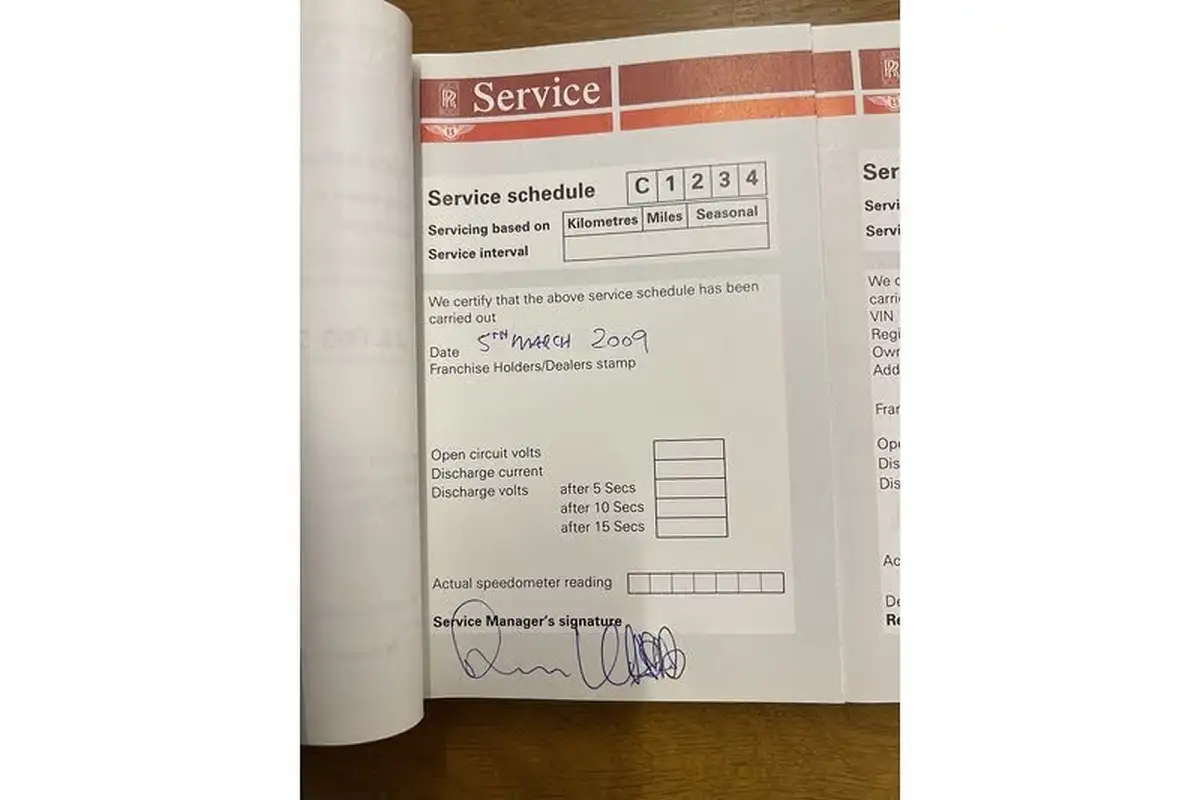 Service
Service schedule C 1 2 3 4
Servicing based on Kilometres Miles Seasonal
Service interval
We certify that the above service schedule has been
carried out
Date 5TH MARCH 2009
Franchise Holders/Dealers stamp
Open circuit volts
Discharge current
Discharge volts after 5 Secs
after 10 Secs
after 15 Secs
Actual speedometer reading
Service Manager's signature
Ser
Servi
Servi
We c
carri
VIN
Regi
Own
Add
Fran
Ope
Dis
Dis
Ac
De
Re